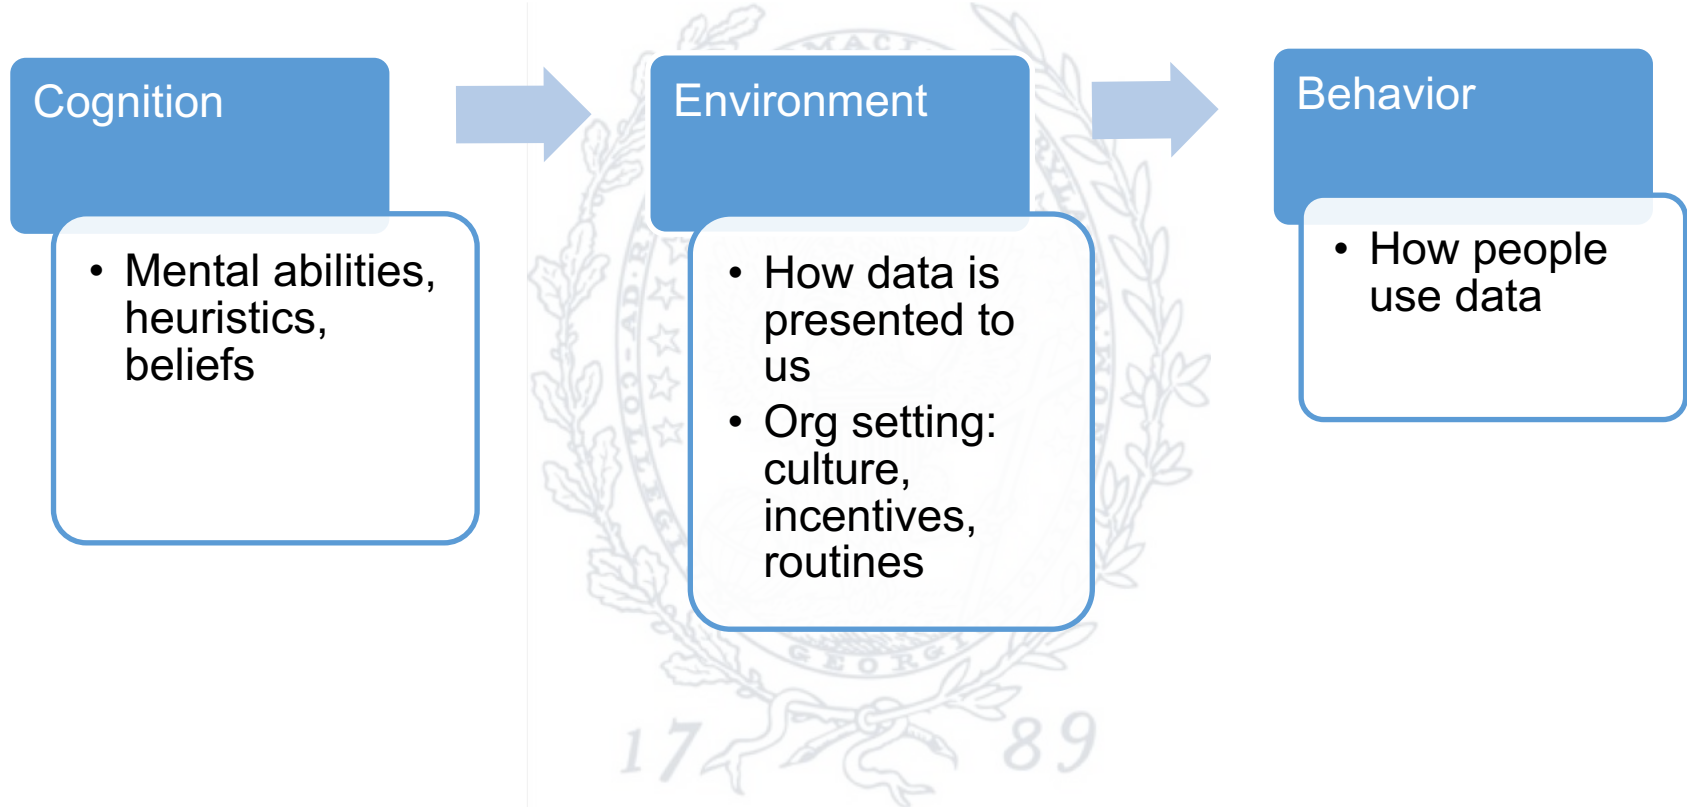 Cognition
• Mental abilities,
heuristics,
beliefs
Environment
• How data is
presented to
us
• Org setting:
culture,
incentives,
routines
Behavior
• How people
use data
GEORGI
17 89